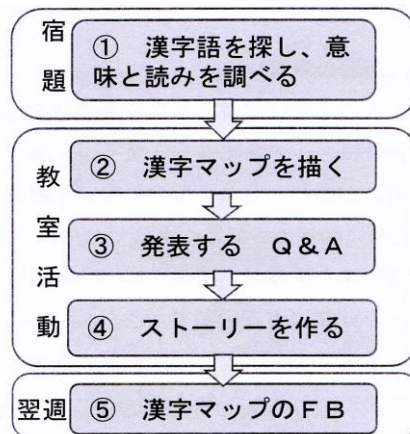 宿題
① 漢字語を探し、意
味と読みを調べる
教室活動
② 漢字マップを描く
③ 発表する Q&A
④ ストーリーを作る
翌週
⑤ 漢字マップのFB